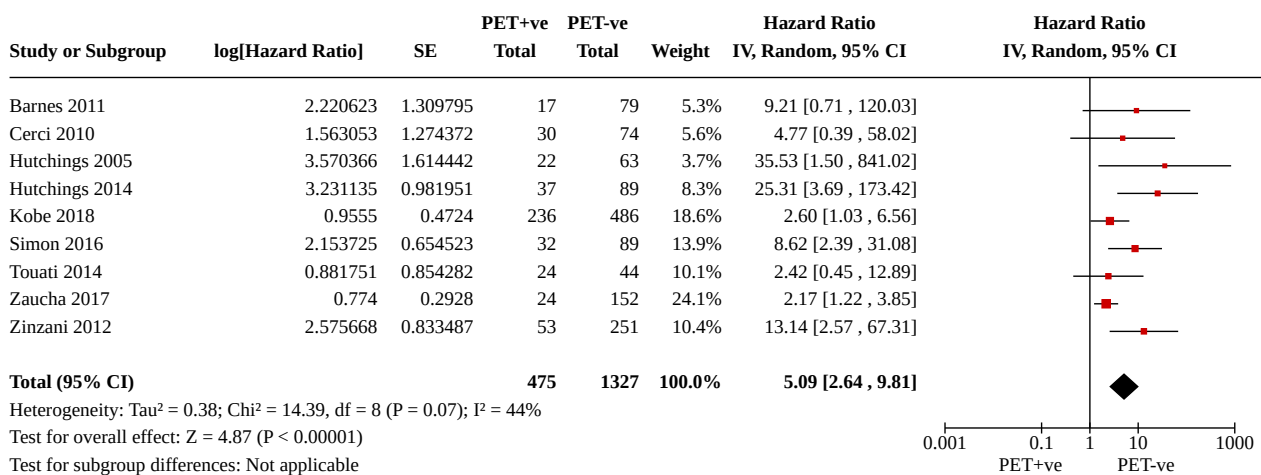 PET+ve PET-ve Hazard Ratio Hazard Ratio
Study or Subgroup log[Hazard Ratio] SE Total Total Weight IV, Random, 95% CI IV, Random, 95% CI
Barnes 2011 2.220623 1.309795 17 79 5.3% 9.21 [0.71 , 120.03]
Cerci 2010 1.563053 1.274372 30 74 5.6% 4.77 [0.39 , 58.02]
Hutchings 2005 3.570366 1.614442 22 63 3.7% 35.53 [1.50 , 841.02]
Hutchings 2014 3.231135 0.981951 37 89 8.3% 25.31 [3.69 , 173.42]
Kobe 2018 0.9555 0.4724 236 486 18.6% 2.60 [1.03 , 6.56]
Simon 2016 2.153725 0.654523 32 89 13.9% 8.62 [2.39 , 31.08]
Touati 2014 0.881751 0.854282 24 44 10.1% 2.42 [0.45 , 12.89]
Zaucha 2017 0.774 0.2928 24 152 24.1% 2.17 [1.22 , 3.85]
Zinzani 2012 2.575668 0.833487 53 251 10.4% 13.14 [2.57 , 67.31]
Total (95% CI) 475 1327 100.0% 5.09 [2.64 , 9.81]
Heterogeneity: Tau² = 0.38; Chi² = 14.39, df = 8 (P = 0.07); I² = 44%
Test for overall effect: Z = 4.87 (P < 0.00001)
Test for subgroup differences: Not applicable
0.001 0.1 1 10 1000
PET+ve PET-ve